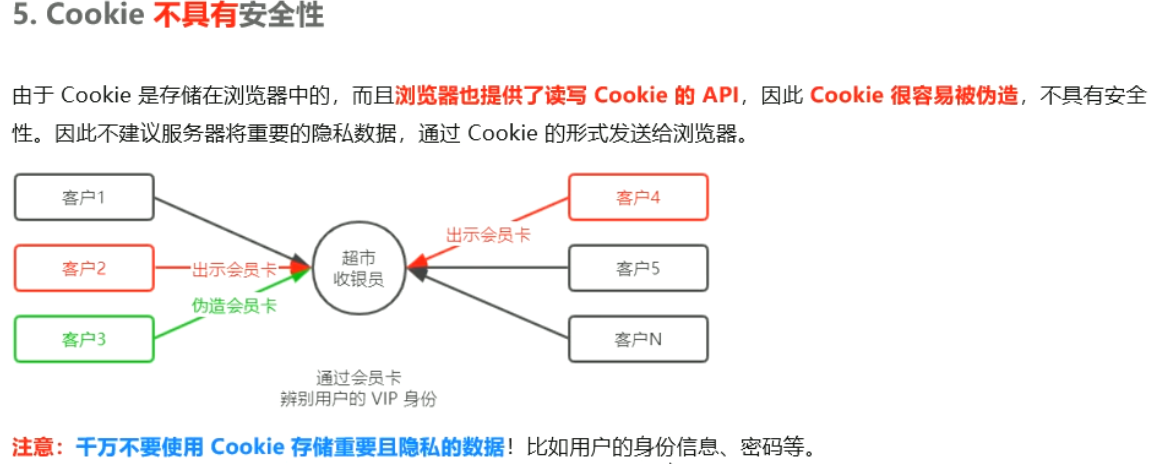 5. Cookie 不具有安全性
由于 Cookie 是存储在浏览器中的，而且浏览器也提供了读写 Cookie 的 API，因此 Cookie 很容易被伪造，不具有安全
性。因此不建议服务器将重要的隐私数据，通过 Cookie 的形式发送给浏览器。
客户1
客户2
客户3
出示会员卡
伪造会员卡
超市
收银员
出示会员卡
客户4
客户5
客户N
通过会员卡
辨别用户的 VIP 身份
注意：千万不要使用 Cookie 存储重要且隐私的数据！比如用户的身份信息、密码等。